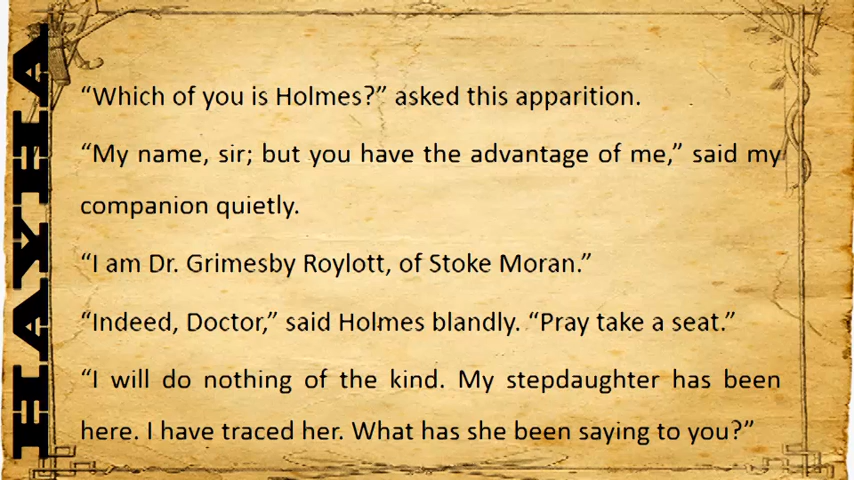 “Which of you is Holmes?” asked this apparition.
“My name, sir; but you have the advantage of me,” said my
companion quietly.
“I am Dr. Grimesby Roylott, of Stoke Moran.”
“Indeed, Doctor,” said Holmes blandly. “Pray take a seat.”
“I will do nothing of the kind. My stepdaughter has been
here. I have traced her. What has she been saying to you?”
HAYHA